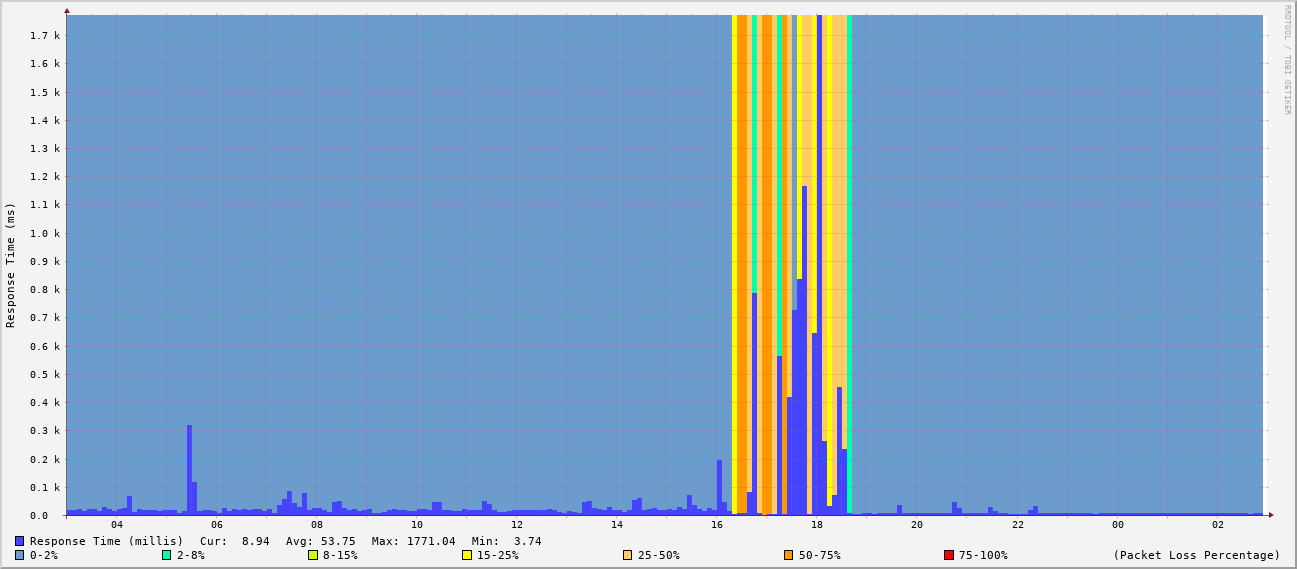 RRDTOOL / TOBI OETIKER
Response Time (ms)
1.7 k
1.6 k
1.5 k
1.4 k
1.3 k
1.2 k
1.1 k
1.0 k
0.9 k
0.8 k
0.7 k
0.6 k
0.5 k
0.4 k
0.3 k
0.2 k
0.1 k
0.0
04 06 08 10 12 14 16 18 20 22 00 02
Response Time (millis) Cur: 8.94 Avg: 53.75 Max: 1771.04 Min: 3.74
0-2% 2-8% 8-15% 15-25% 25-50% 50-75% 75-100% (Packet Loss Percentage)